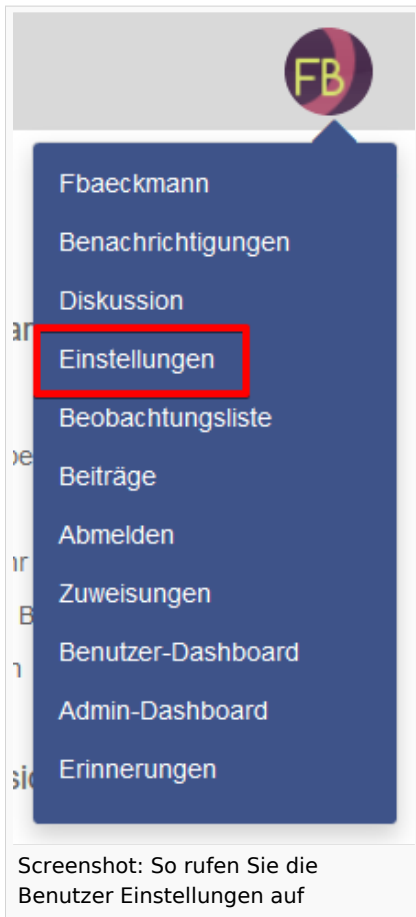 FB
Fbaeckmann
Benachrichtigungen
Diskussion
Einstellungen
Beobachtungsliste
Beiträge
Abmelden
Zuweisungen
Benutzer-Dashboard
Admin-Dashboard
Erinnerungen
Screenshot: So rufen Sie die
Benutzer Einstellungen auf